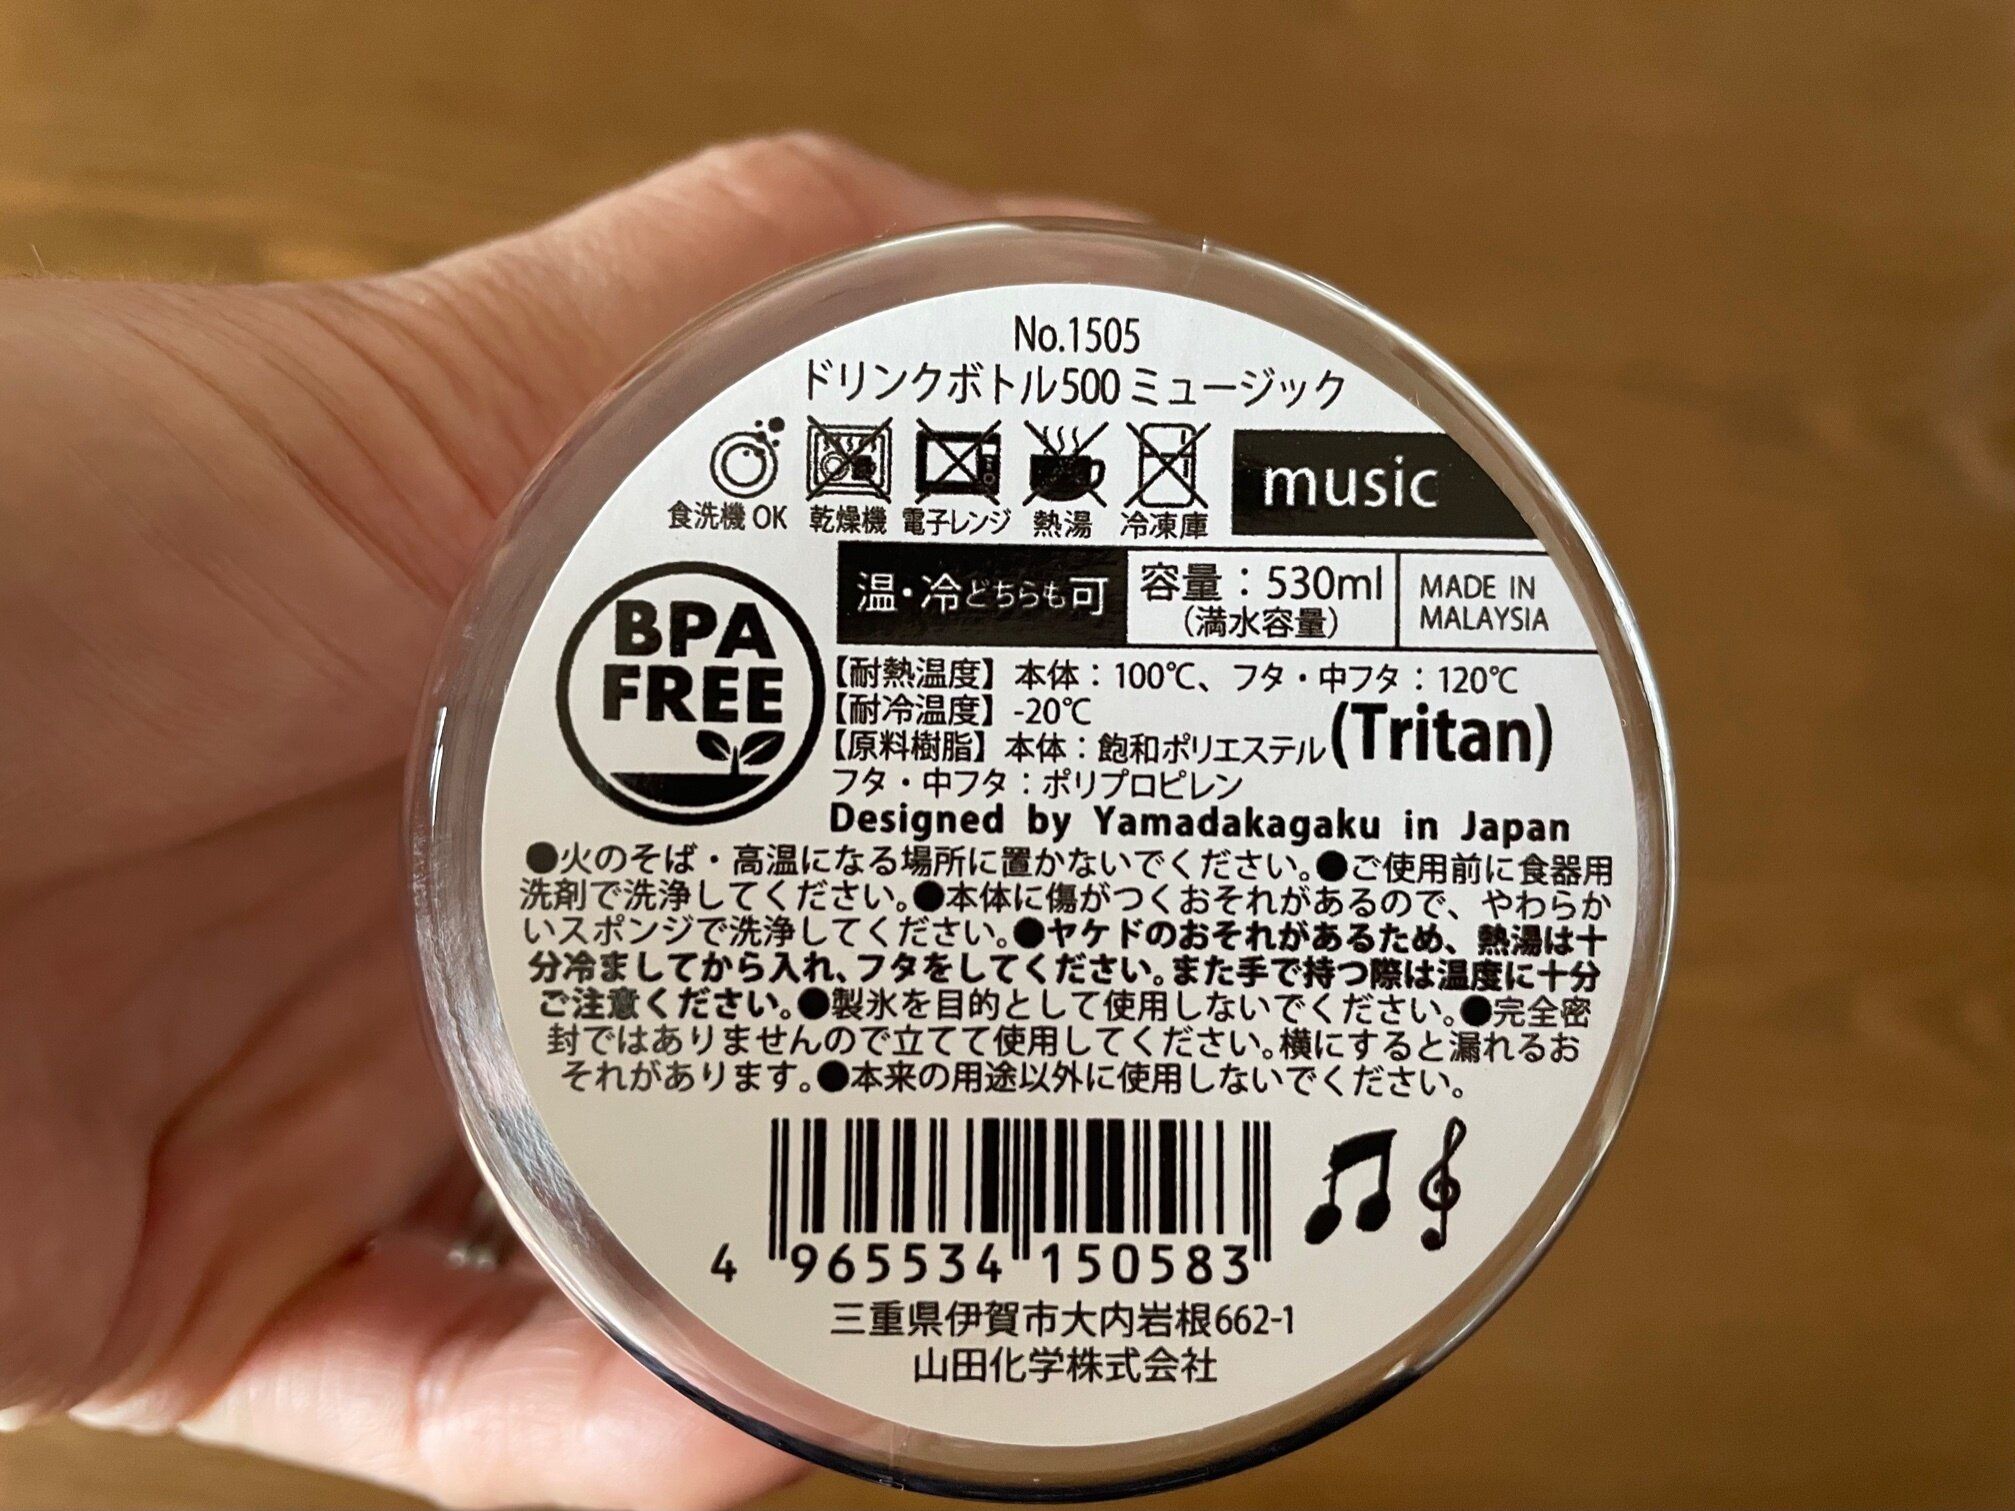 No.1505
ドリンクボトル500 ミュージック
食洗機 OK 乾燥機 電子レンジ 熱湯 冷凍庫
music
BPA
FREE
温・冷どちらも可
容量：530ml
（満水容量）
MADE IN
MALAYSIA
【耐熱温度】本体：100℃、フタ・中フタ：120℃
【耐冷温度】-20℃
【原料樹脂】本体：飽和ポリエステル(Tritan)
フタ・中フタ：ポリプロピレン
Designed by Yamadakagaku in Japan
●火のそば・高温になる場所に置かないでください。●ご使用前に食器用
洗剤で洗浄してください。●本体に傷がつくおそれがあるので、やわらか
いスポンジで洗浄してください。●ヤケドのおそれがあるため、熱湯は十
分冷ましてから入れ、フタをしてください。また手で持つ際は温度に十分
ご注意ください。●製氷を目的として使用しないでください。●完全密
封ではありませんので立てて使用してください。横にすると漏れるお
それがあります。●本来の用途以外に使用しないでください。
4 965534 150583
三重県伊賀市大内岩根662-1
山田化学株式会社